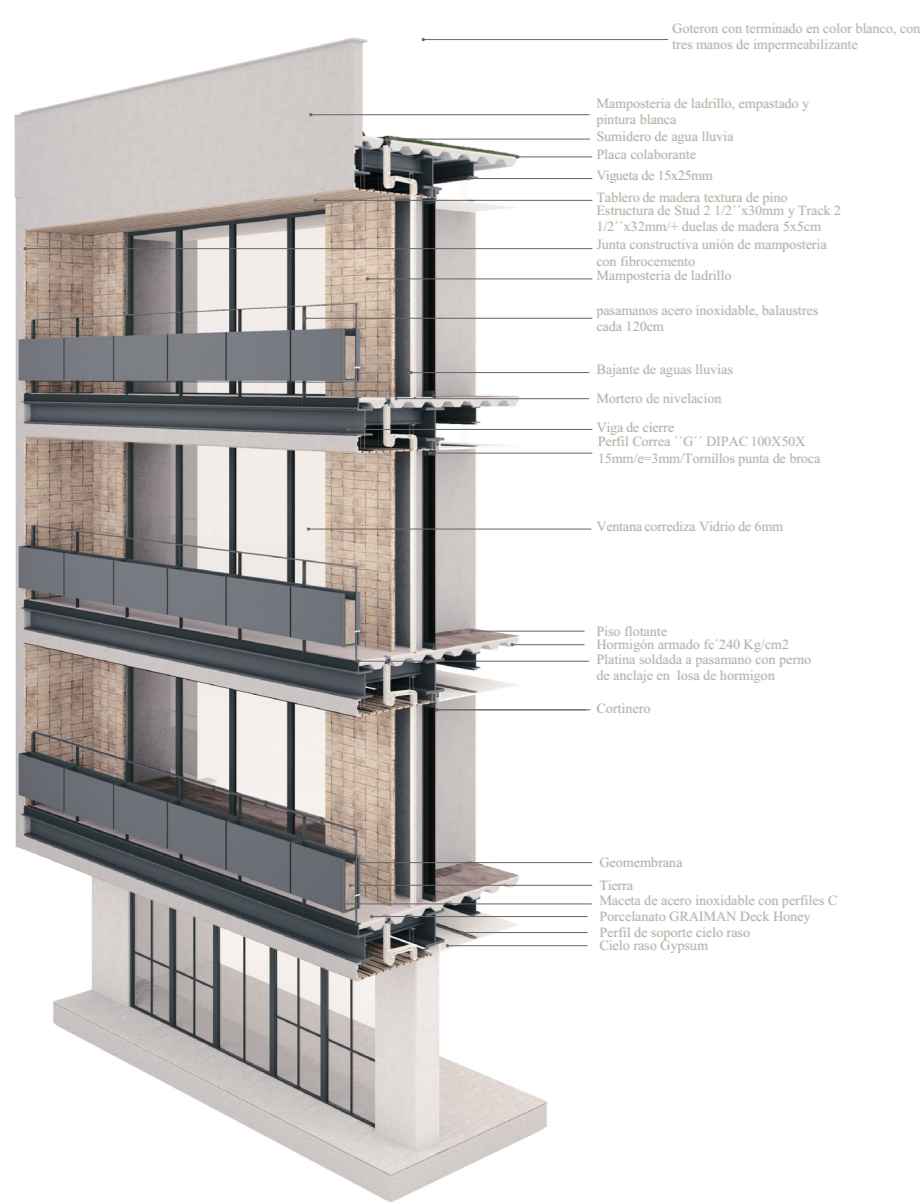 Goteron con terminado en color blanco, con
tres manos de impermeabilizante
Mamposteria de ladrillo, empastado y
pintura blanca
Sumidero de agua lluvia
Placa colaborante
Vigueta de 15x25mm
Tablero de madera textura de pino
Estructura de Stud 2 1/2´´x30mm y Track 2
1/2´´x32mm/+ duelas de madera 5x5cm
Junta constructiva unión de mamposteria
con fibrocemento
Mamposteria de ladrillo
pasamanos acero inoxidable, balaustres
cada 120cm
Bajante de aguas lluvias
Mortero de nivelacion
Viga de cierre
Perfil Correa ´´G´´ DIPAC 100X50X
15mm/e=3mm/Tornillos punta de broca
Ventana corrediza Vidrio de 6mm
Piso flotante
Hormigón armado fc´240 Kg/cm2
Platina soldada a pasamano con perno
de anclaje en losa de hormigon
Cortinero
Geomembrana
Tierra
Maceta de acero inoxidable con perfiles C
Porcelanato GRAIMAN Deck Honey
Perfil de soporte cielo raso
Cielo raso Gypsum